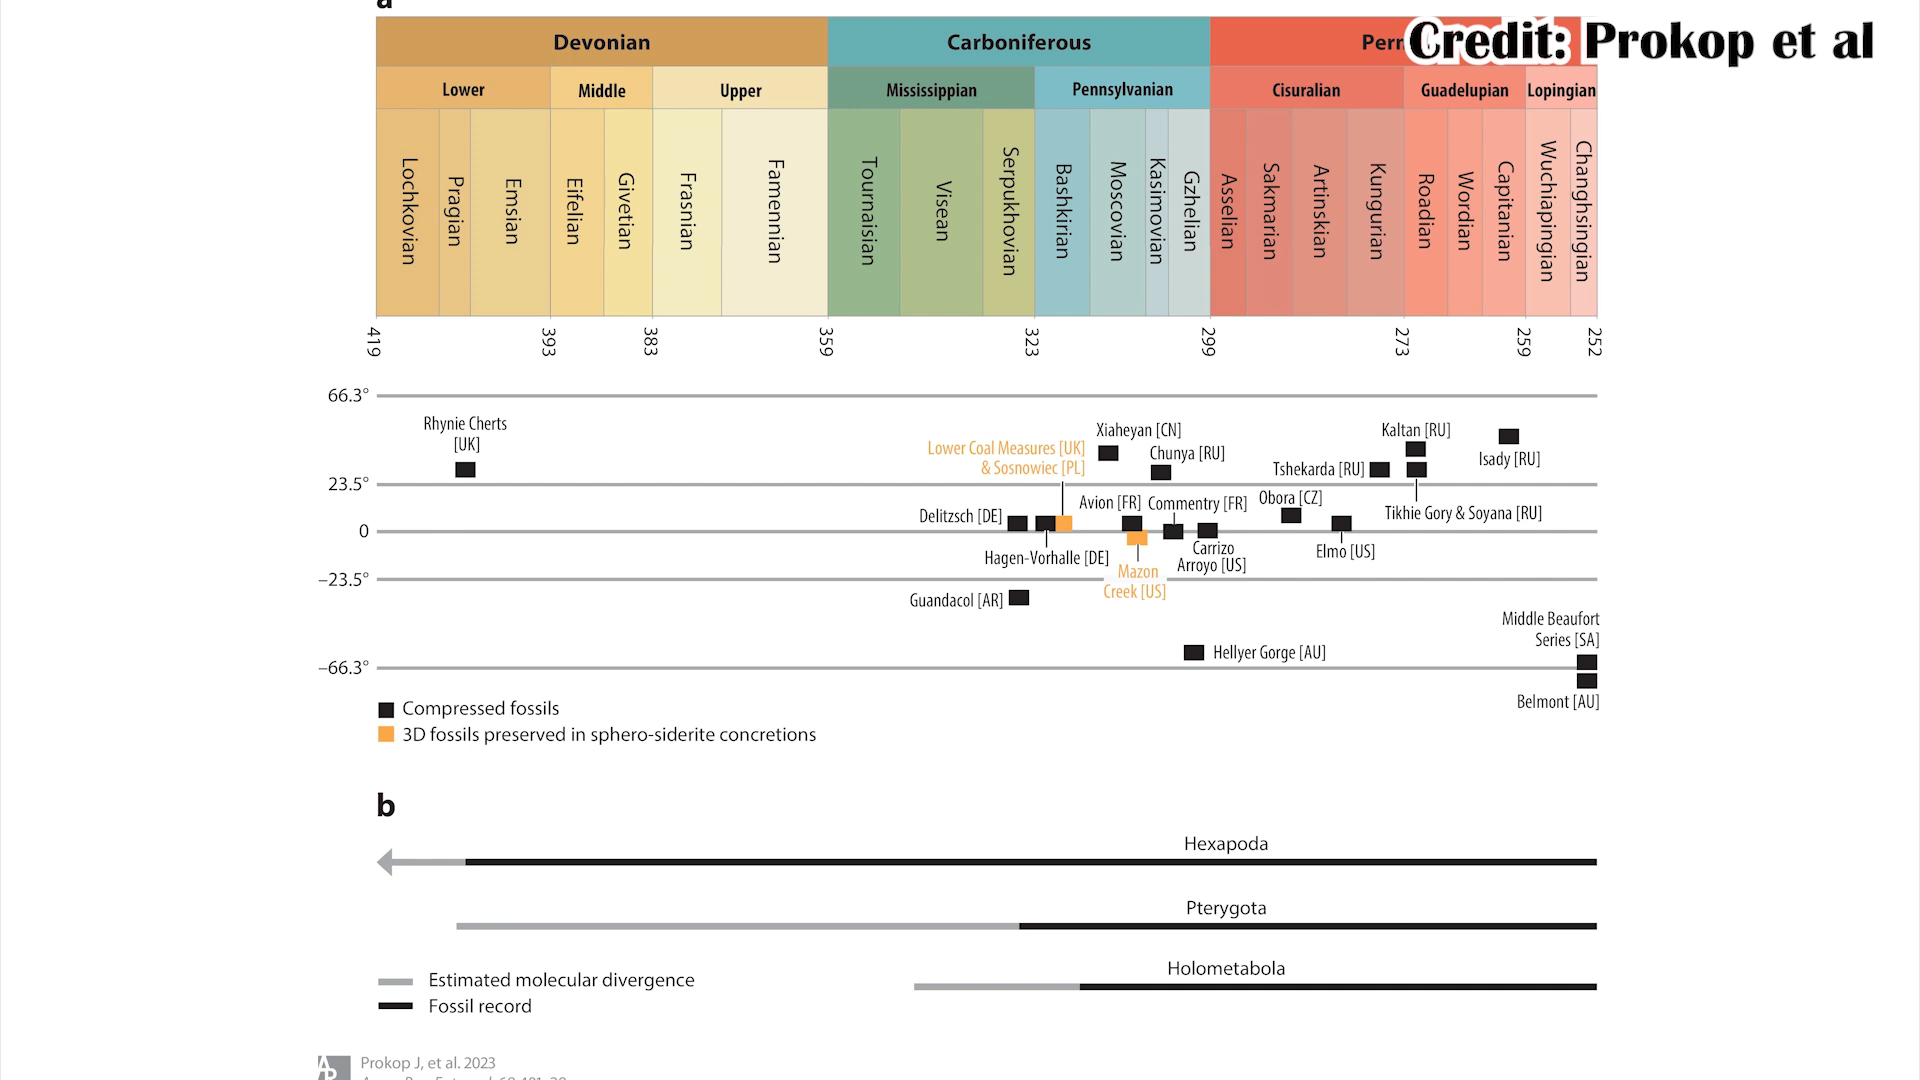 a
Credit: Prokop et al
Devonian
Carboniferous
Lower
Middle
Upper
Mississippian
Pennsylvanian
Cisuralian
Guadelupian
Lopingian
Lochkovian
Pragian
Emsian
Eifelian
Givetian
Frasnian
Famennian
Tournaisian
Visean
Serpukhovian
Bashkirian
Moscovian
Kasimovian
Gzhelian
Asselian
Sakmarian
Artinskian
Kungurian
Roadian
Wordian
Capitanian
Wuchiapingian
Changhsingian
419
393
383
359
323
299
273
259
252
66.3°
23.5°
0
–23.5°
–66.3°
Rhynie Cherts
[UK]
Lower Coal Measures [UK]
& Sosnowiec [PL]
Xiaheyan [CN]
Chunya [RU]
Tshekarda [RU]
Kaltan [RU]
Isady [RU]
Tikhie Gory & Soyana [RU]
Delitzsch [DE]
Avion [FR]
Commentry [FR]
Obora [CZ]
Hagen-Vorhalle [DE]
Mazon
Creek [US]
Carrizo
Arroyo [US]
Elmo [US]
Guandacol [AR]
Hellyer Gorge [AU]
Middle Beaufort
Series [SA]
Belmont [AU]
Compressed fossils
3D fossils preserved in sphero-siderite concretions
b
Hexapoda
Pterygota
Holometabola
Estimated molecular divergence
Fossil record
Prokop J, et al. 2023